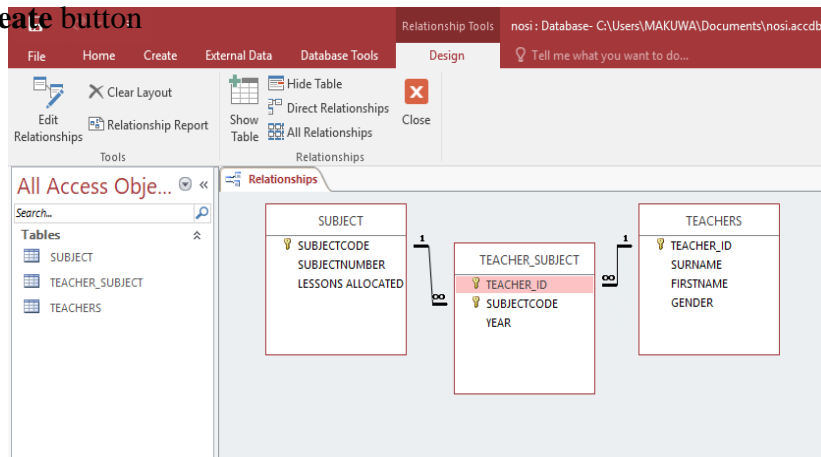 eate button
Relationship Tools nosi : Database- C:\Users\MAKUWA\Documents\nosi.accdb
File Home Create External Data Database Tools Design Tell me what you want to do...
Edit Relationships
Clear Layout
Relationship Report
Tools
Show Table
Hide Table
Direct Relationships
All Relationships
Relationships
Close
All Access Obje...
Search...
Tables
SUBJECT
TEACHER_SUBJECT
TEACHERS
Relationships
SUBJECT
SUBJECTCODE
SUBJECTNUMBER
LESSONS ALLOCATED
1
∞
TEACHER_SUBJECT
TEACHER_ID
SUBJECTCODE
YEAR
1
∞
TEACHERS
TEACHER_ID
SURNAME
FIRSTNAME
GENDER